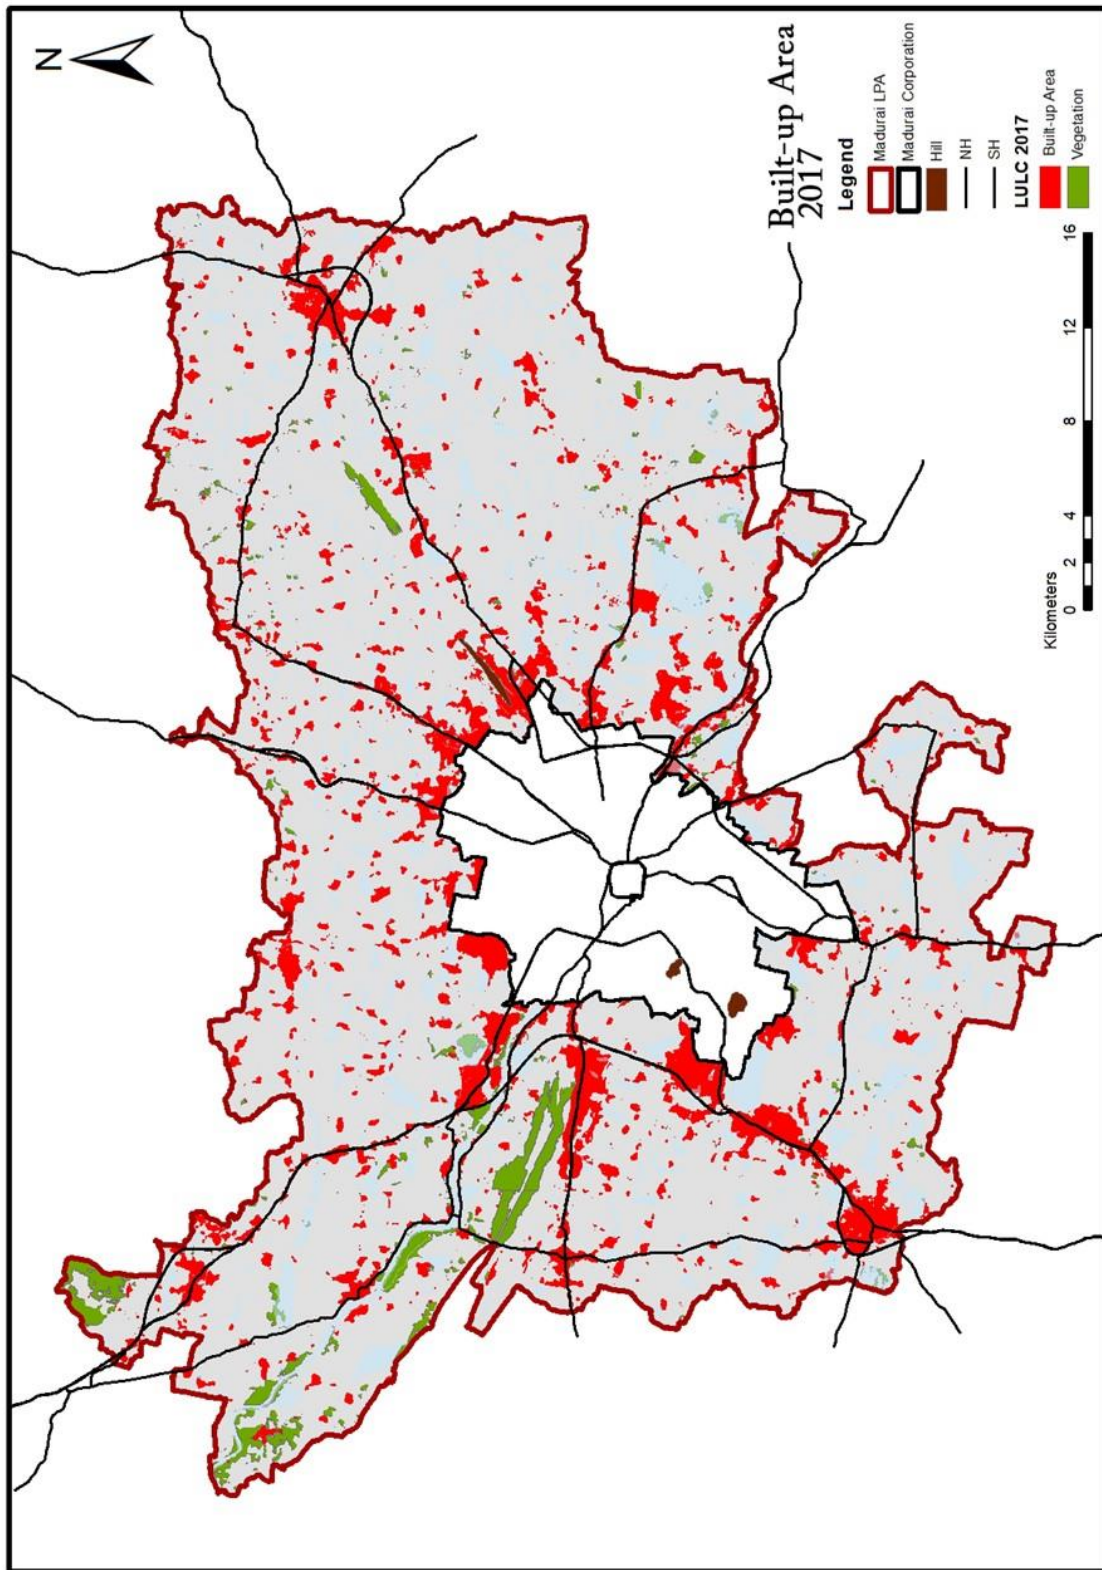 N
Built-up Area
2017
Legend
Madurai LPA
Madurai Corporation
Hill
NH
SH
LULC 2017
Built-up Area
Vegetation
Kilometers
0 2 4 8 12 16